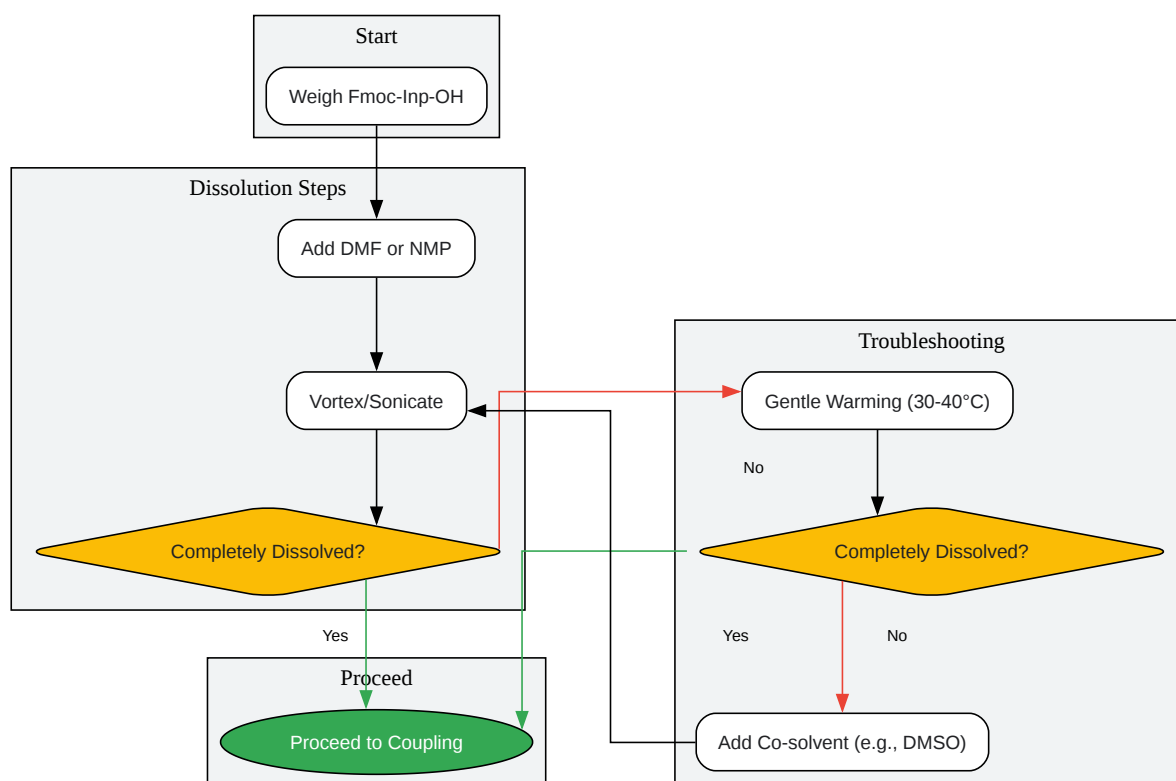 Start
Weigh Fmoc-Inp-OH
Dissolution Steps
Add DMF or NMP
Vortex/Sonicate
Completely Dissolved?
Yes
Troubleshooting
Gentle Warming (30-40°C)
No
Completely Dissolved?
Yes
No
Add Co-solvent (e.g., DMSO)
Proceed
Proceed to Coupling